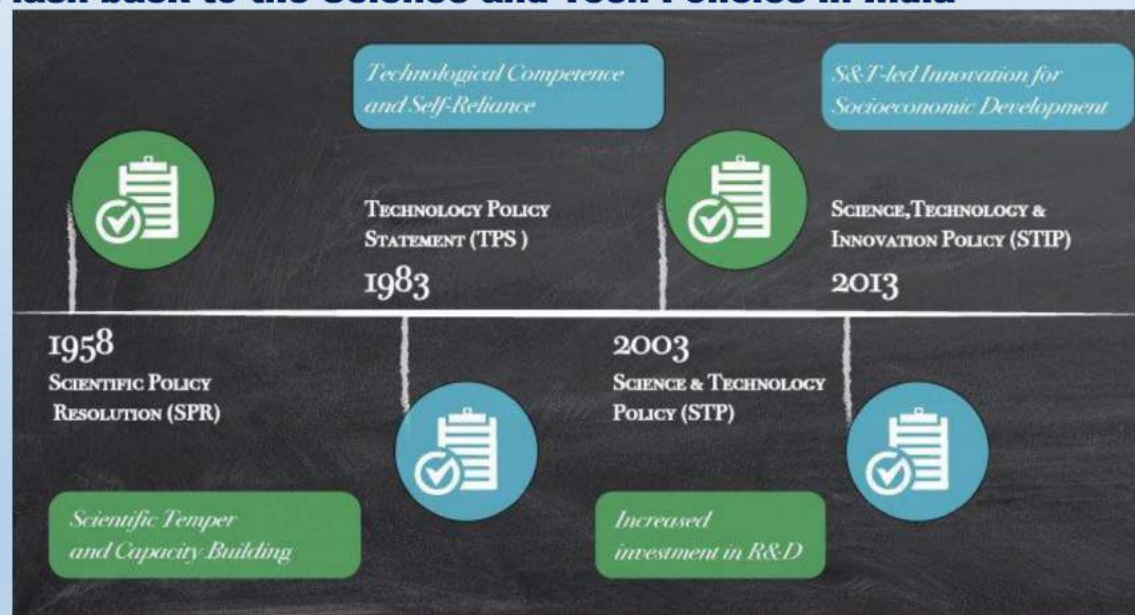 Flash back to the Science and Tech Policies in India
Technological Competence
and Self-Reliance
S&T-led Innovation for
Socioeconomic Development
TECHNOLOGY POLICY
STATEMENT (TPS )
1983
SCIENCE,TECHNOLOGY &
INNOVATION POLICY (STIP)
2013
1958
SCIENTIFIC POLICY
RESOLUTION (SPR)
2003
SCIENCE & TECHNOLOGY
POLICY (STP)
Scientific Temper
and Capacity Building
Increased
investment in R&D